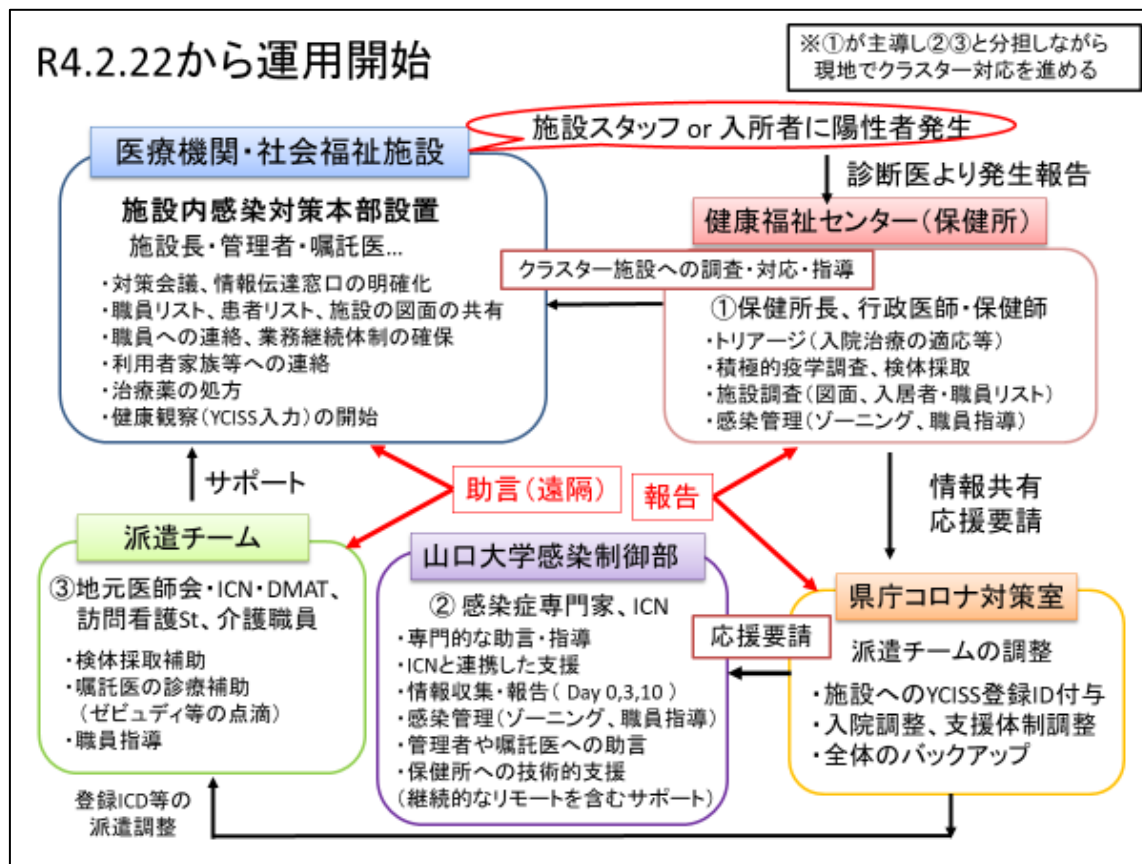 R4.2.22から運用開始
※①が主導し②③と分担しながら
現地でクラスター対応を進める
施設スタッフ or 入所者に陽性者発生
医療機関・社会福祉施設
施設内感染対策本部設置
施設長・管理者・嘱託医...
・対策会議、情報伝達窓口の明確化
・職員リスト、患者リスト、施設の図面の共有
・職員への連絡、業務継続体制の確保
・利用者家族等への連絡
・治療薬の処方
・健康観察(YCISS入力)の開始
診断医より発生報告
健康福祉センター(保健所)
クラスター施設への調査・対応・指導
①保健所長、行政医師・保健師
・トリアージ(入院治療の適応等)
・積極的疫学調査、検体採取
・施設調査(図面、入居者・職員リスト)
・感染管理(ゾーニング、職員指導)
サポート
助言(遠隔)
報告
情報共有
応援要請
派遣チーム
③地元医師会・ICN・DMAT、
訪問看護St、介護職員
・検体採取補助
・嘱託医の診療補助
(ゼビュディ等の点滴)
・職員指導
山口大学感染制御部
② 感染症専門家、ICN
・専門的な助言・指導
・ICNと連携した支援
・情報収集・報告( Day 0,3,10 )
・感染管理(ゾーニング、職員指導)
・管理者や嘱託医への助言
・保健所への技術的支援
(継続的なリモートを含むサポート)
応援要請
県庁コロナ対策室
派遣チームの調整
・施設へのYCISS登録ID付与
・入院調整、支援体制調整
・全体のバックアップ
登録ICD等の
派遣調整